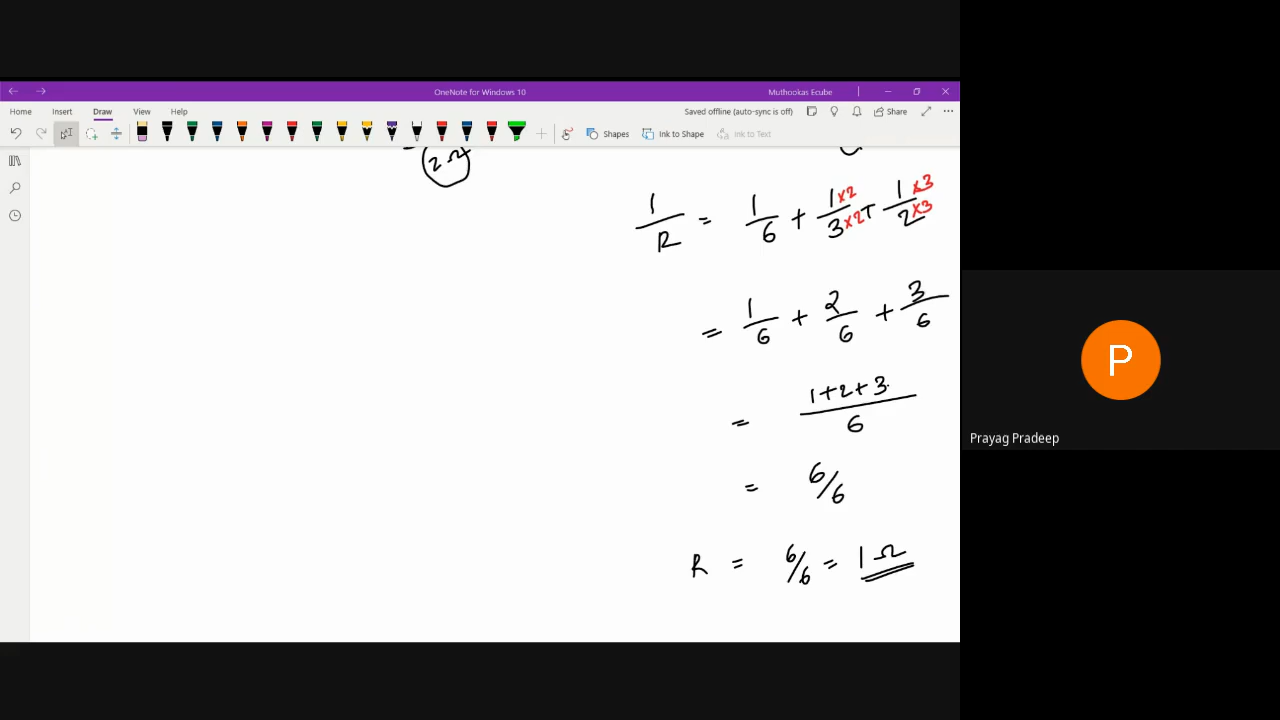 OneNote for Windows 10
Muthookas Ecube
Home Insert Draw View Help
Saved offline (auto-sync is off)
Share
Shapes
Ink to Shape
Ink to Text
2Ω
1/R = 1/6 + 1×2/3×2 + 1×3/2×3
= 1/6 + 2/6 + 3/6
= 1+2+3/6
= 6/6
R = 6/6 = 1Ω
P
Prayag Pradeep